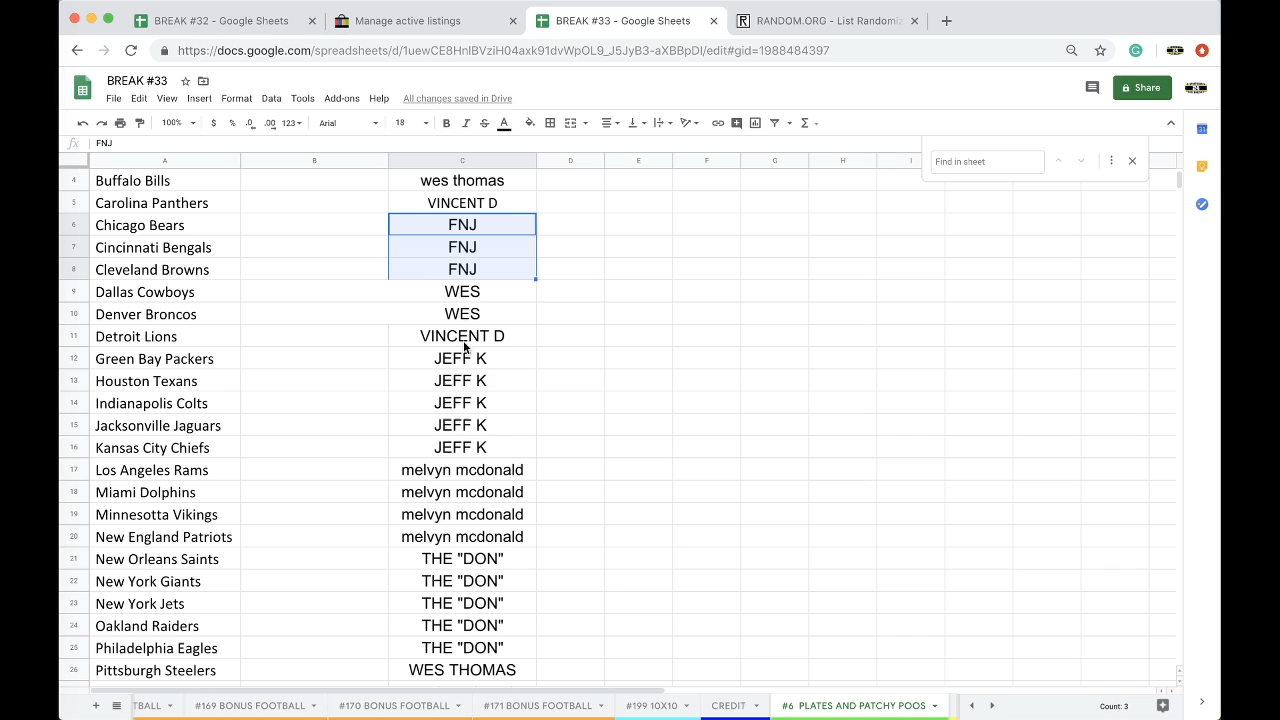 BREAK #32 - Google Sheets
Manage active listings
BREAK #33 - Google Sheets
RANDOM.ORG - List Randomiz
https://docs.google.com/spreadsheets/d/1uewCE8HnIBVziH04axk91dvWpOL9_J5JyB3-aXBBpDI/edit#gid=1988484397
BREAK #33
File Edit View Insert Format Data Tools Add-ons Help All changes saved in Drive
Share
100% $ % .0 .00 123 Arial 18 B I S A
fx FNJ
Find in sheet
A B C D E F G H I
4 Buffalo Bills wes thomas
5 Carolina Panthers VINCENT D
6 Chicago Bears FNJ
7 Cincinnati Bengals FNJ
8 Cleveland Browns FNJ
9 Dallas Cowboys WES
10 Denver Broncos WES
11 Detroit Lions VINCENT D
12 Green Bay Packers JEFF K
13 Houston Texans JEFF K
14 Indianapolis Colts JEFF K
15 Jacksonville Jaguars JEFF K
16 Kansas City Chiefs JEFF K
17 Los Angeles Rams melvyn mcdonald
18 Miami Dolphins melvyn mcdonald
19 Minnesotta Vikings melvyn mcdonald
20 New England Patriots melvyn mcdonald
21 New Orleans Saints THE "DON"
22 New York Giants THE "DON"
23 New York Jets THE "DON"
24 Oakland Raiders THE "DON"
25 Philadelphia Eagles THE "DON"
26 Pittsburgh Steelers WES THOMAS
TBALL #169 BONUS FOOTBALL #170 BONUS FOOTBALL #171 BONUS FOOTBALL #199 10X10 CREDIT #6 PLATES AND PATCHY POOS Count: 3